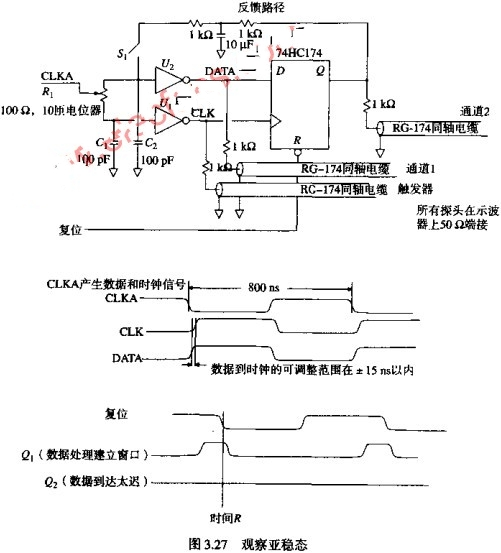 反馈路径
1 kΩ
1 kΩ
S1
10 μF
74HC174
CLKA
R1
U2
DATA
D
Q
100 Ω，10匝电位器
U1
CLK
1 kΩ
通道2
RG-174同轴电缆
C1
C2
R
100 pF
100 pF
1 kΩ
1 kΩ
RG-174同轴电缆 通道1
RG-174同轴电缆 触发器
复位
所有探头在示波
器上50 Ω端接
CLKA产生数据和时钟信号
800 ns
CLKA
CLK
DATA
数据到时钟的可调整范围在 ± 15 ns以内
复位
Q1（数据处理建立窗口）
Q2（数据到达太迟）
时间R
图 3.27 观察亚稳态